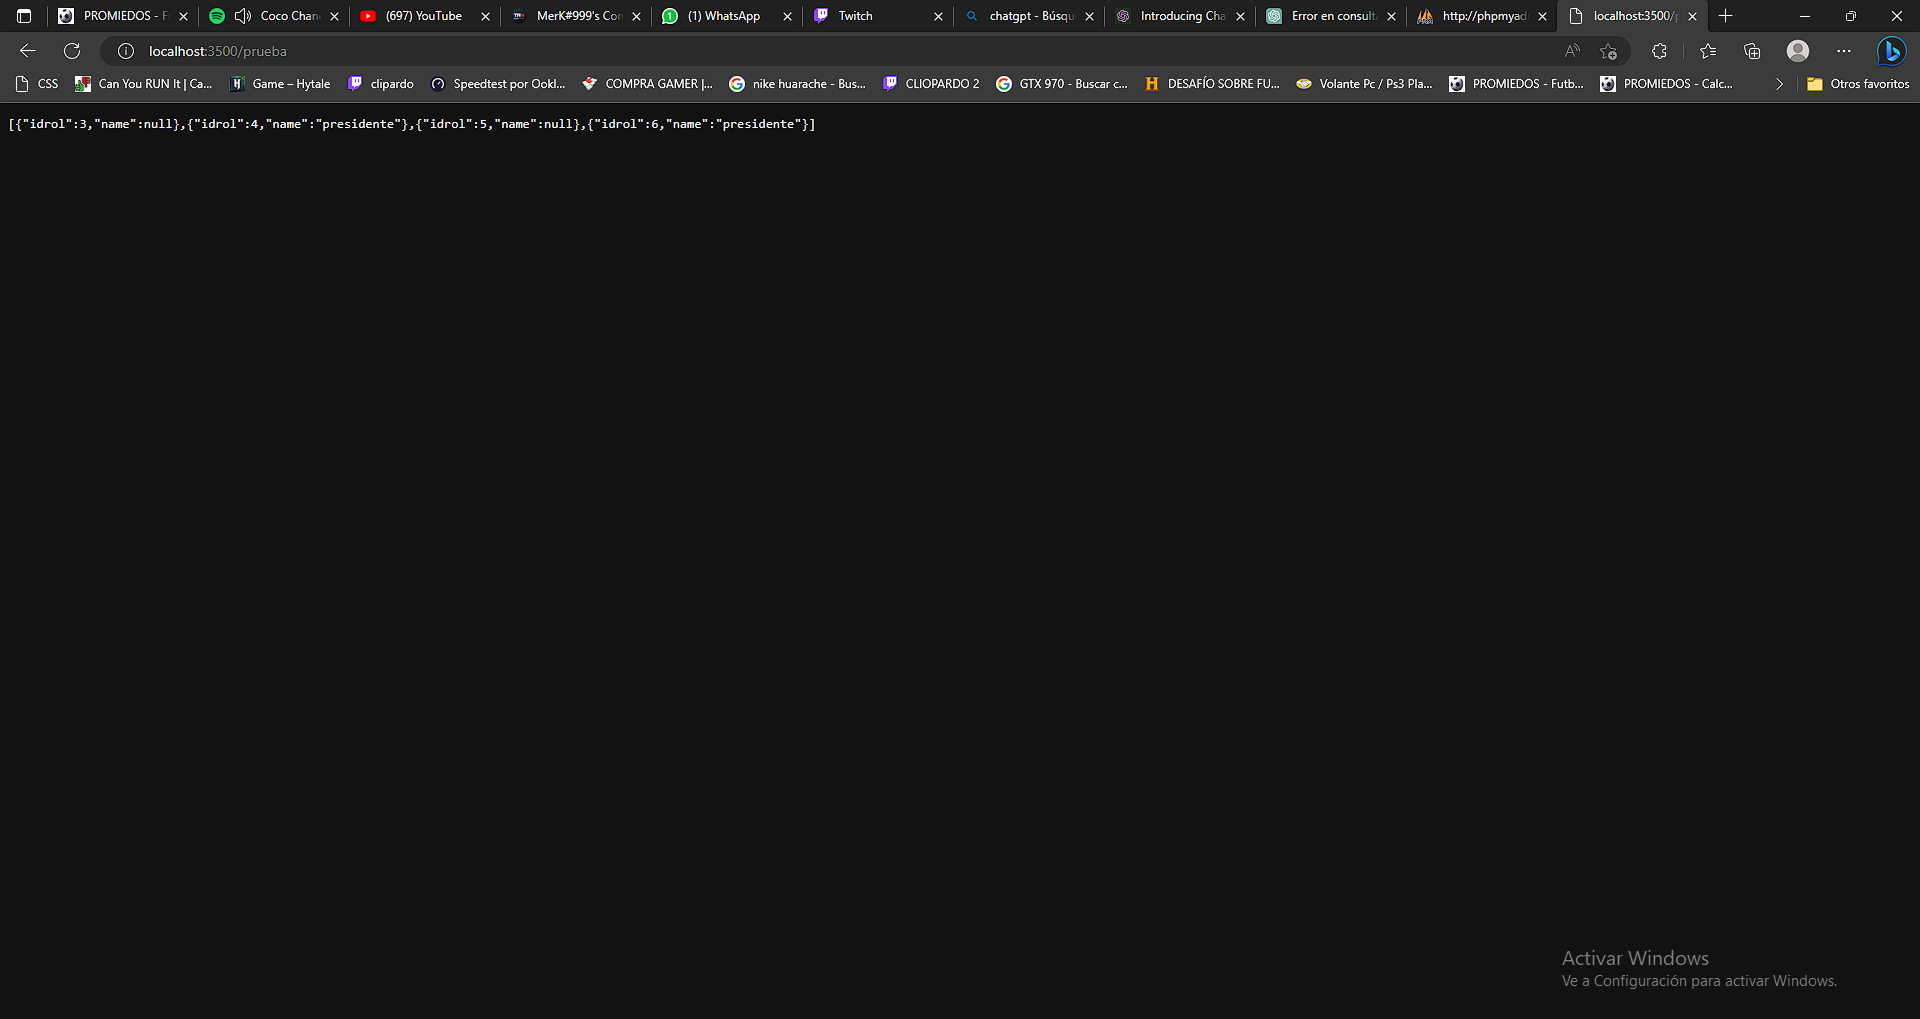 PROMIEDOS - F
Coco Chan
(697) YouTube
MerK#999's Con
(1) WhatsApp
Twitch
chatgpt - Búsqu
Introducing Cha
Error en consult
http://phpmyad
localhost:3500/p
localhost:3500/prueba
CSS
Can You RUN It | Ca...
Game – Hytale
clipardo
Speedtest por Ookl...
COMPRA GAMER |...
nike huarache - Bus...
CLIOPARDO 2
GTX 970 - Buscar c...
DESAFÍO SOBRE FU...
Volante Pc / Ps3 Pla...
PROMIEDOS - Futb...
PROMIEDOS - Calc...
Otros favoritos
[{"idrol":3,"name":null},{"idrol":4,"name":"presidente"},{"idrol":5,"name":null},{"idrol":6,"name":"presidente"}]
Activar Windows
Ve a Configuración para activar Windows.